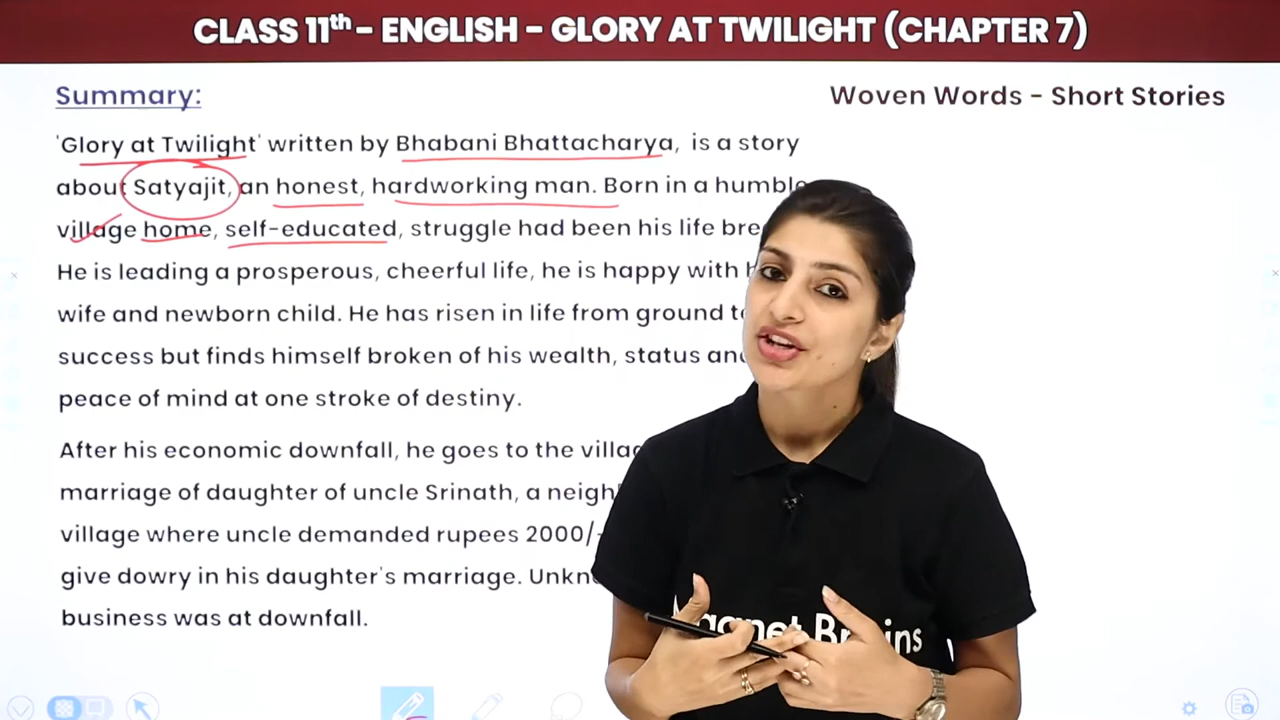 CLASS 11th - ENGLISH - GLORY AT TWILIGHT (CHAPTER 7)
Summary:
Woven Words - Short Stories
'Glory at Twilight' written by Bhabani Bhattacharya, is a story
about Satyajit, an honest, hardworking man. Born in a humble
village home, self-educated, struggle had been his life
He is leading a prosperous, cheerful life, he is happy with
wife and newborn child. He has risen in life from ground
success but finds himself broken of his wealth, status
peace of mind at one stroke of destiny.
After his economic downfall, he goes to the
marriage of daughter of uncle Srinath, a
village where uncle demanded rupees 2000/-
give dowry in his daughter's marriage.
business was at downfall.
Magnet Brains